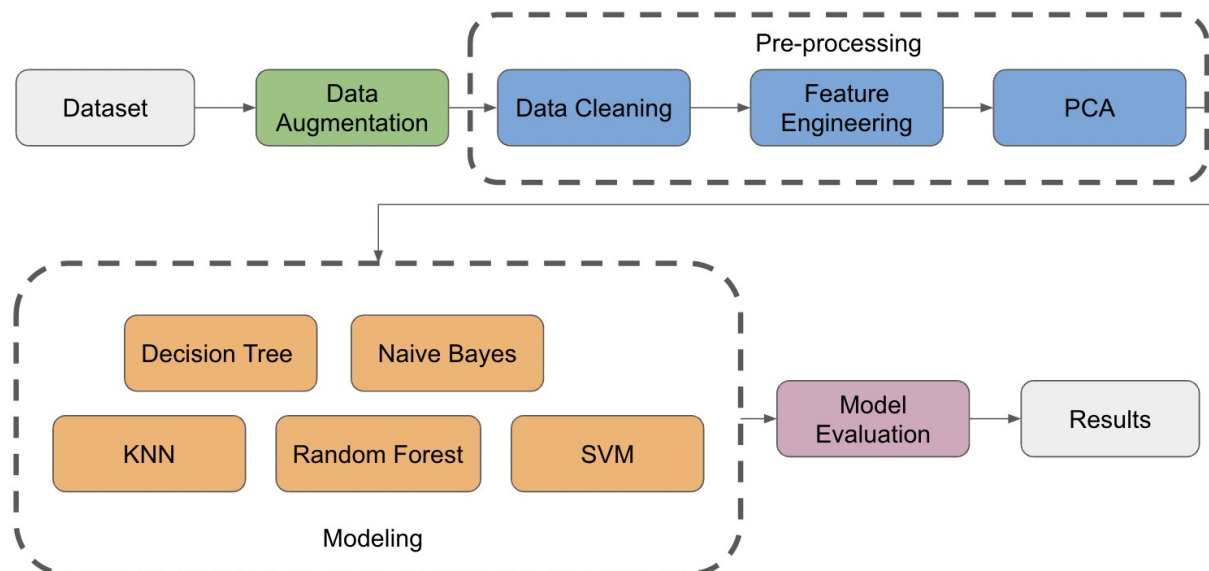 Pre-processing
Dataset
Data
Augmentation
Data Cleaning
Feature
Engineering
PCA
Decision Tree
Naive Bayes
KNN
Random Forest
SVM
Modeling
Model
Evaluation
Results